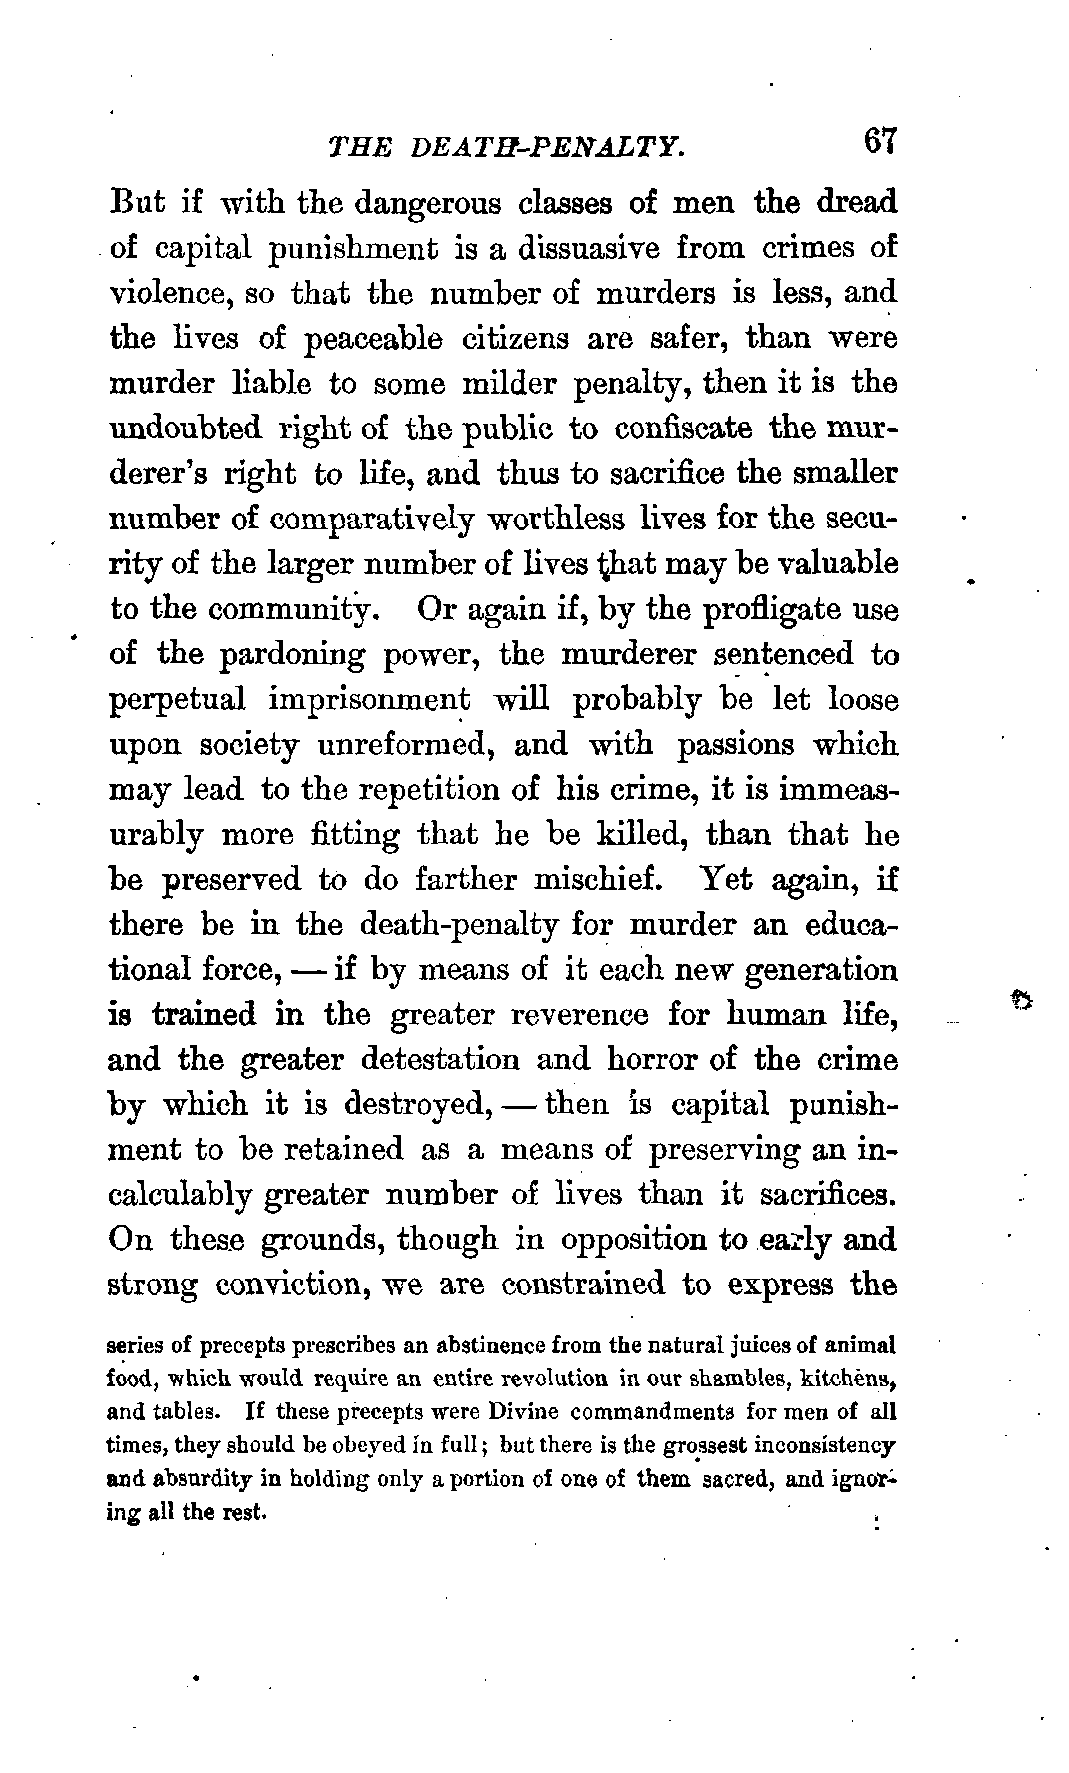 THE DEATH-PENALTY. 67
But if with the dangerous classes of men the dread
of capital punishment is a dissuasive from crimes of
violence, so that the number of murders is less, and
the lives of peaceable citizens are safer, than were
murder liable to some milder penalty, then it is the
undoubted right of the public to confiscate the mur-
derer's right to life, and thus to sacrifice the smaller
number of comparatively worthless lives for the secu-
rity of the larger number of lives that may be valuable
to the community. Or again if, by the profligate use
of the pardoning power, the murderer sentenced to
perpetual imprisonment will probably be let loose
upon society unreformed, and with passions which
may lead to the repetition of his crime, it is immeas-
urably more fitting that he be killed, than that he
be preserved to do farther mischief. Yet again, if
there be in the death-penalty for murder an educa-
tional force, — if by means of it each new generation
is trained in the greater reverence for human life,
and the greater detestation and horror of the crime
by which it is destroyed, — then is capital punish-
ment to be retained as a means of preserving an in-
calculably greater number of lives than it sacrifices.
On these grounds, though in opposition to early and
strong conviction, we are constrained to express the
series of precepts prescribes an abstinence from the natural juices of animal
food, which would require an entire revolution in our shambles, kitchens,
and tables. If these precepts were Divine commandments for men of all
times, they should be obeyed in full; but there is the grossest inconsistency
and absurdity in holding only a portion of one of them sacred, and ignor-
ing all the rest.